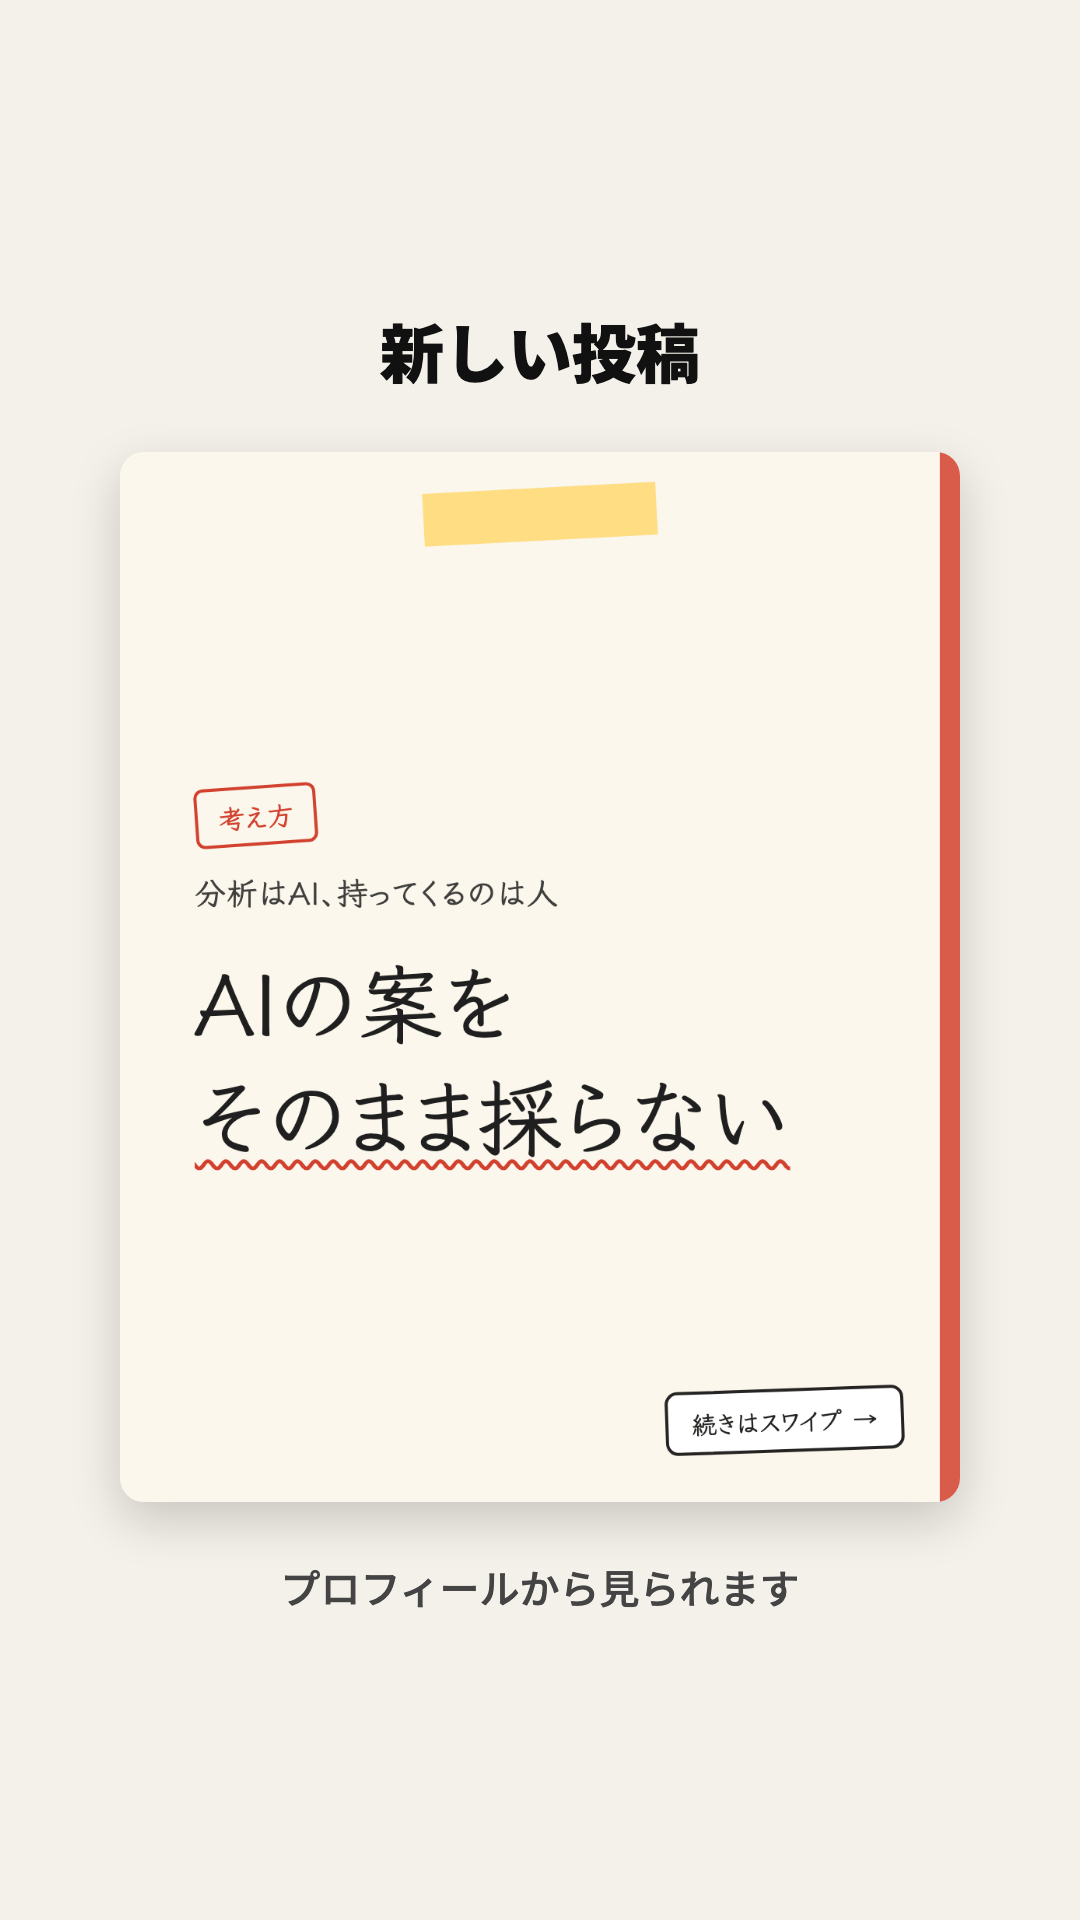 新しい投稿
考え方
分析はAI、持ってくるのは人
AIの案を
そのまま採らない
続きはスワイプ →
プロフィールから見られます